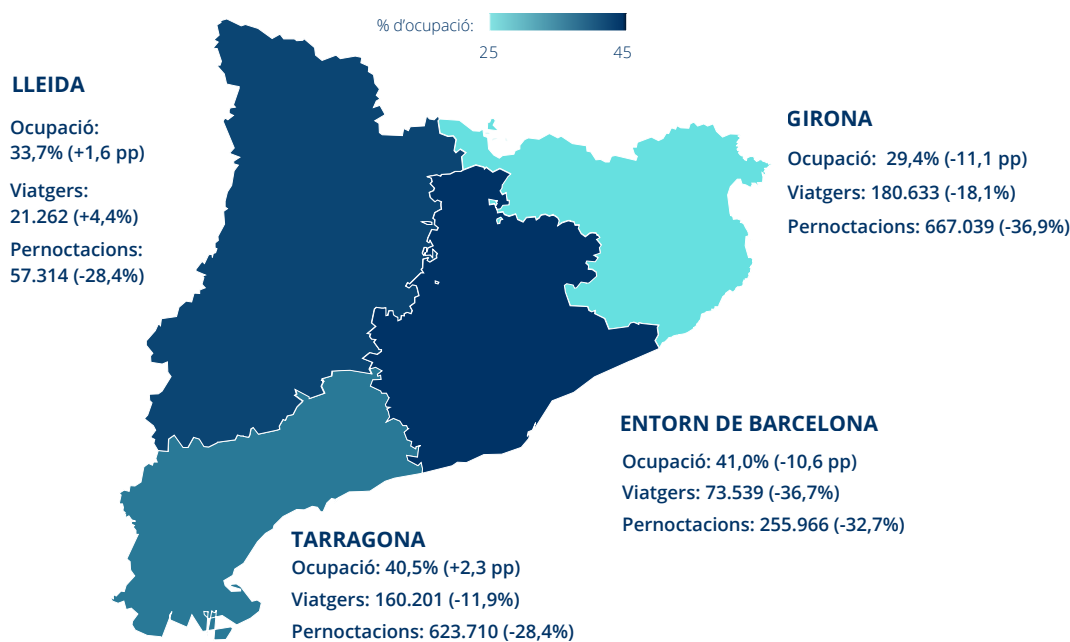 % d'ocupació:
25 45
LLEIDA
Ocupació:
33,7% (+1,6 pp)
Viatgers:
21.262 (+4,4%)
Pernoctacions:
57.314 (-28,4%)
GIRONA
Ocupació: 29,4% (-11,1 pp)
Viatgers: 180.633 (-18,1%)
Pernoctacions: 667.039 (-36,9%)
ENTORN DE BARCELONA
Ocupació: 41,0% (-10,6 pp)
Viatgers: 73.539 (-36,7%)
Pernoctacions: 255.966 (-32,7%)
TARRAGONA
Ocupació: 40,5% (+2,3 pp)
Viatgers: 160.201 (-11,9%)
Pernoctacions: 623.710 (-28,4%)